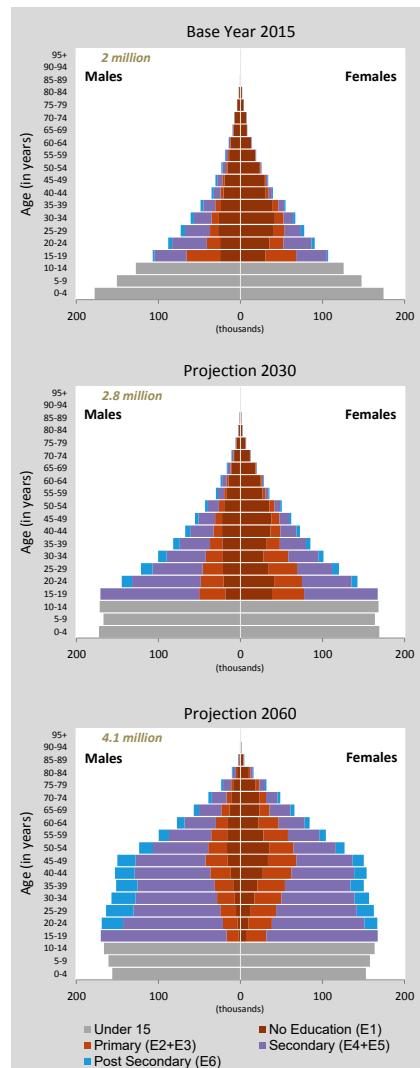 Base Year 2015
2 million
Males
Females
Age (in years)
95+
90-94
85-89
80-84
75-79
70-74
65-69
60-64
55-59
50-54
45-49
40-44
35-39
30-34
25-29
20-24
15-19
10-14
5-9
0-4
200 100 0 100 200
(thousands)
Projection 2030
2.8 million
Males
Females
Age (in years)
95+
90-94
85-89
80-84
75-79
70-74
65-69
60-64
55-59
50-54
45-49
40-44
35-39
30-34
25-29
20-24
15-19
10-14
5-9
0-4
200 100 0 100 200
(thousands)
Projection 2060
4.1 million
Males
Females
Age (in years)
95+
90-94
85-89
80-84
75-79
70-74
65-69
60-64
55-59
50-54
45-49
40-44
35-39
30-34
25-29
20-24
15-19
10-14
5-9
0-4
200 100 0 100 200
(thousands)
Under 15 No Education (E1)
Primary (E2+E3) Secondary (E4+E5)
Post Secondary (E6)